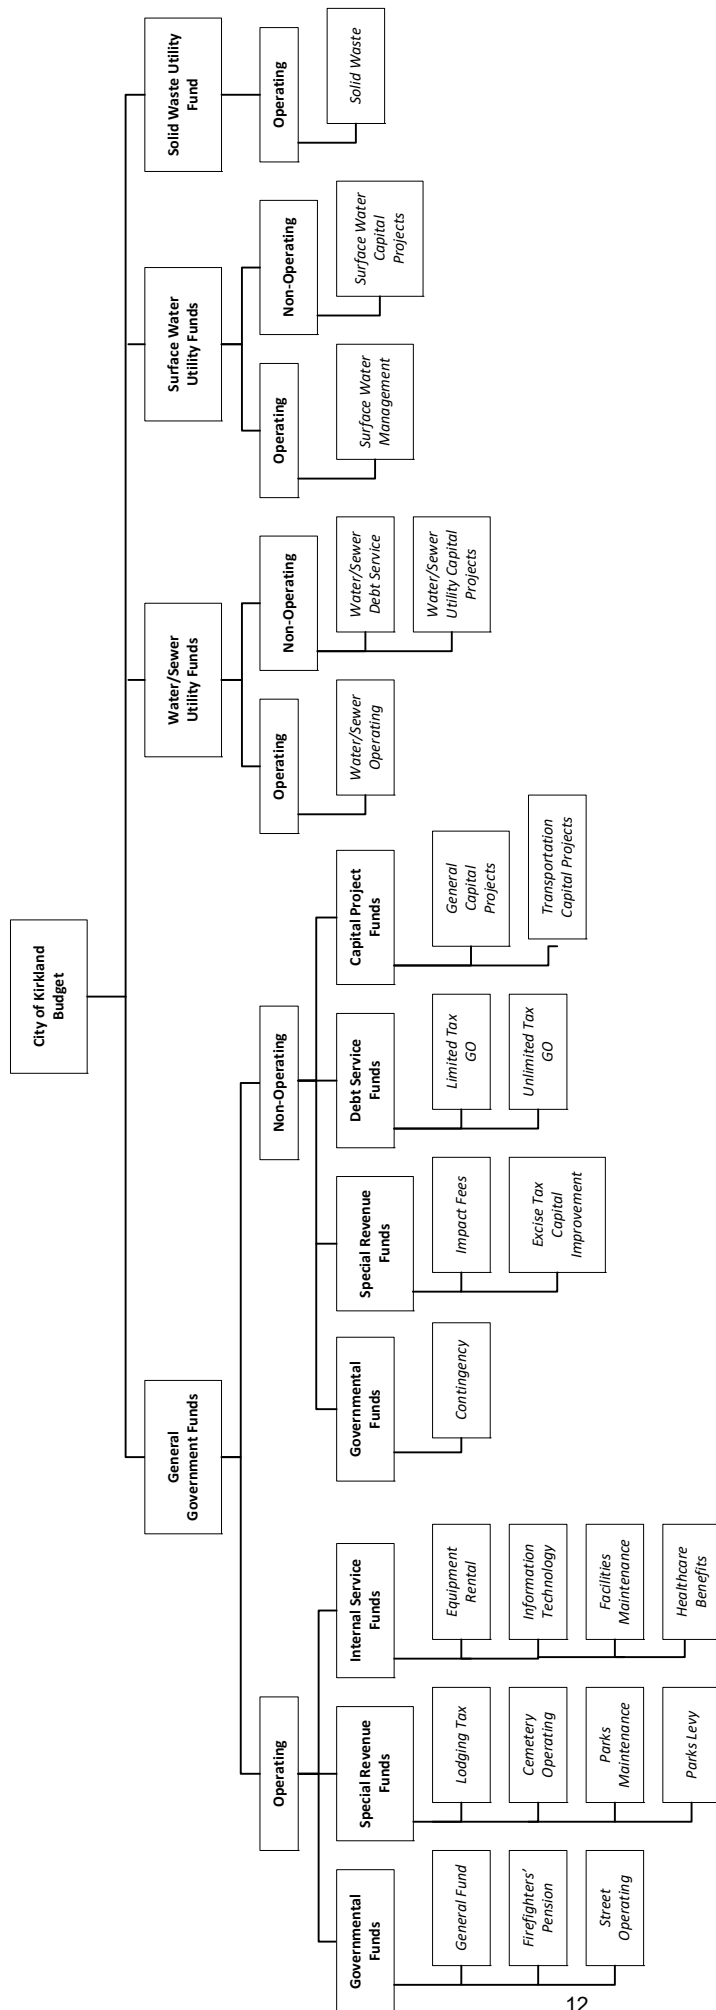 City of Kirkland
Budget
General
Government Funds
Water/Sewer
Utility Funds
Surface Water
Utility Funds
Solid Waste Utility
Fund
Operating
Non-Operating
Operating
Non-Operating
Operating
Non-Operating
Operating
Governmental
Funds
Special Revenue
Funds
Internal Service
Funds
Governmental
Funds
Special Revenue
Funds
Debt Service
Funds
Capital Project
Funds
Water/Sewer
Operating
Water/Sewer
Debt Service
Surface Water
Management
Surface Water
Capital
Projects
Solid Waste
General Fund
Lodging Tax
Equipment
Rental
Contingency
Impact Fees
Limited Tax
GO
General
Capital
Projects
Water/Sewer
Utility Capital
Projects
Firefighters’
Pension
Cemetery
Operating
Information
Technology
Excise Tax
Capital
Improvement
Unlimited Tax
GO
Transportation
Capital Projects
Street
Operating
Parks
Maintenance
Facilities
Maintenance
Parks Levy
Healthcare
Benefits
12